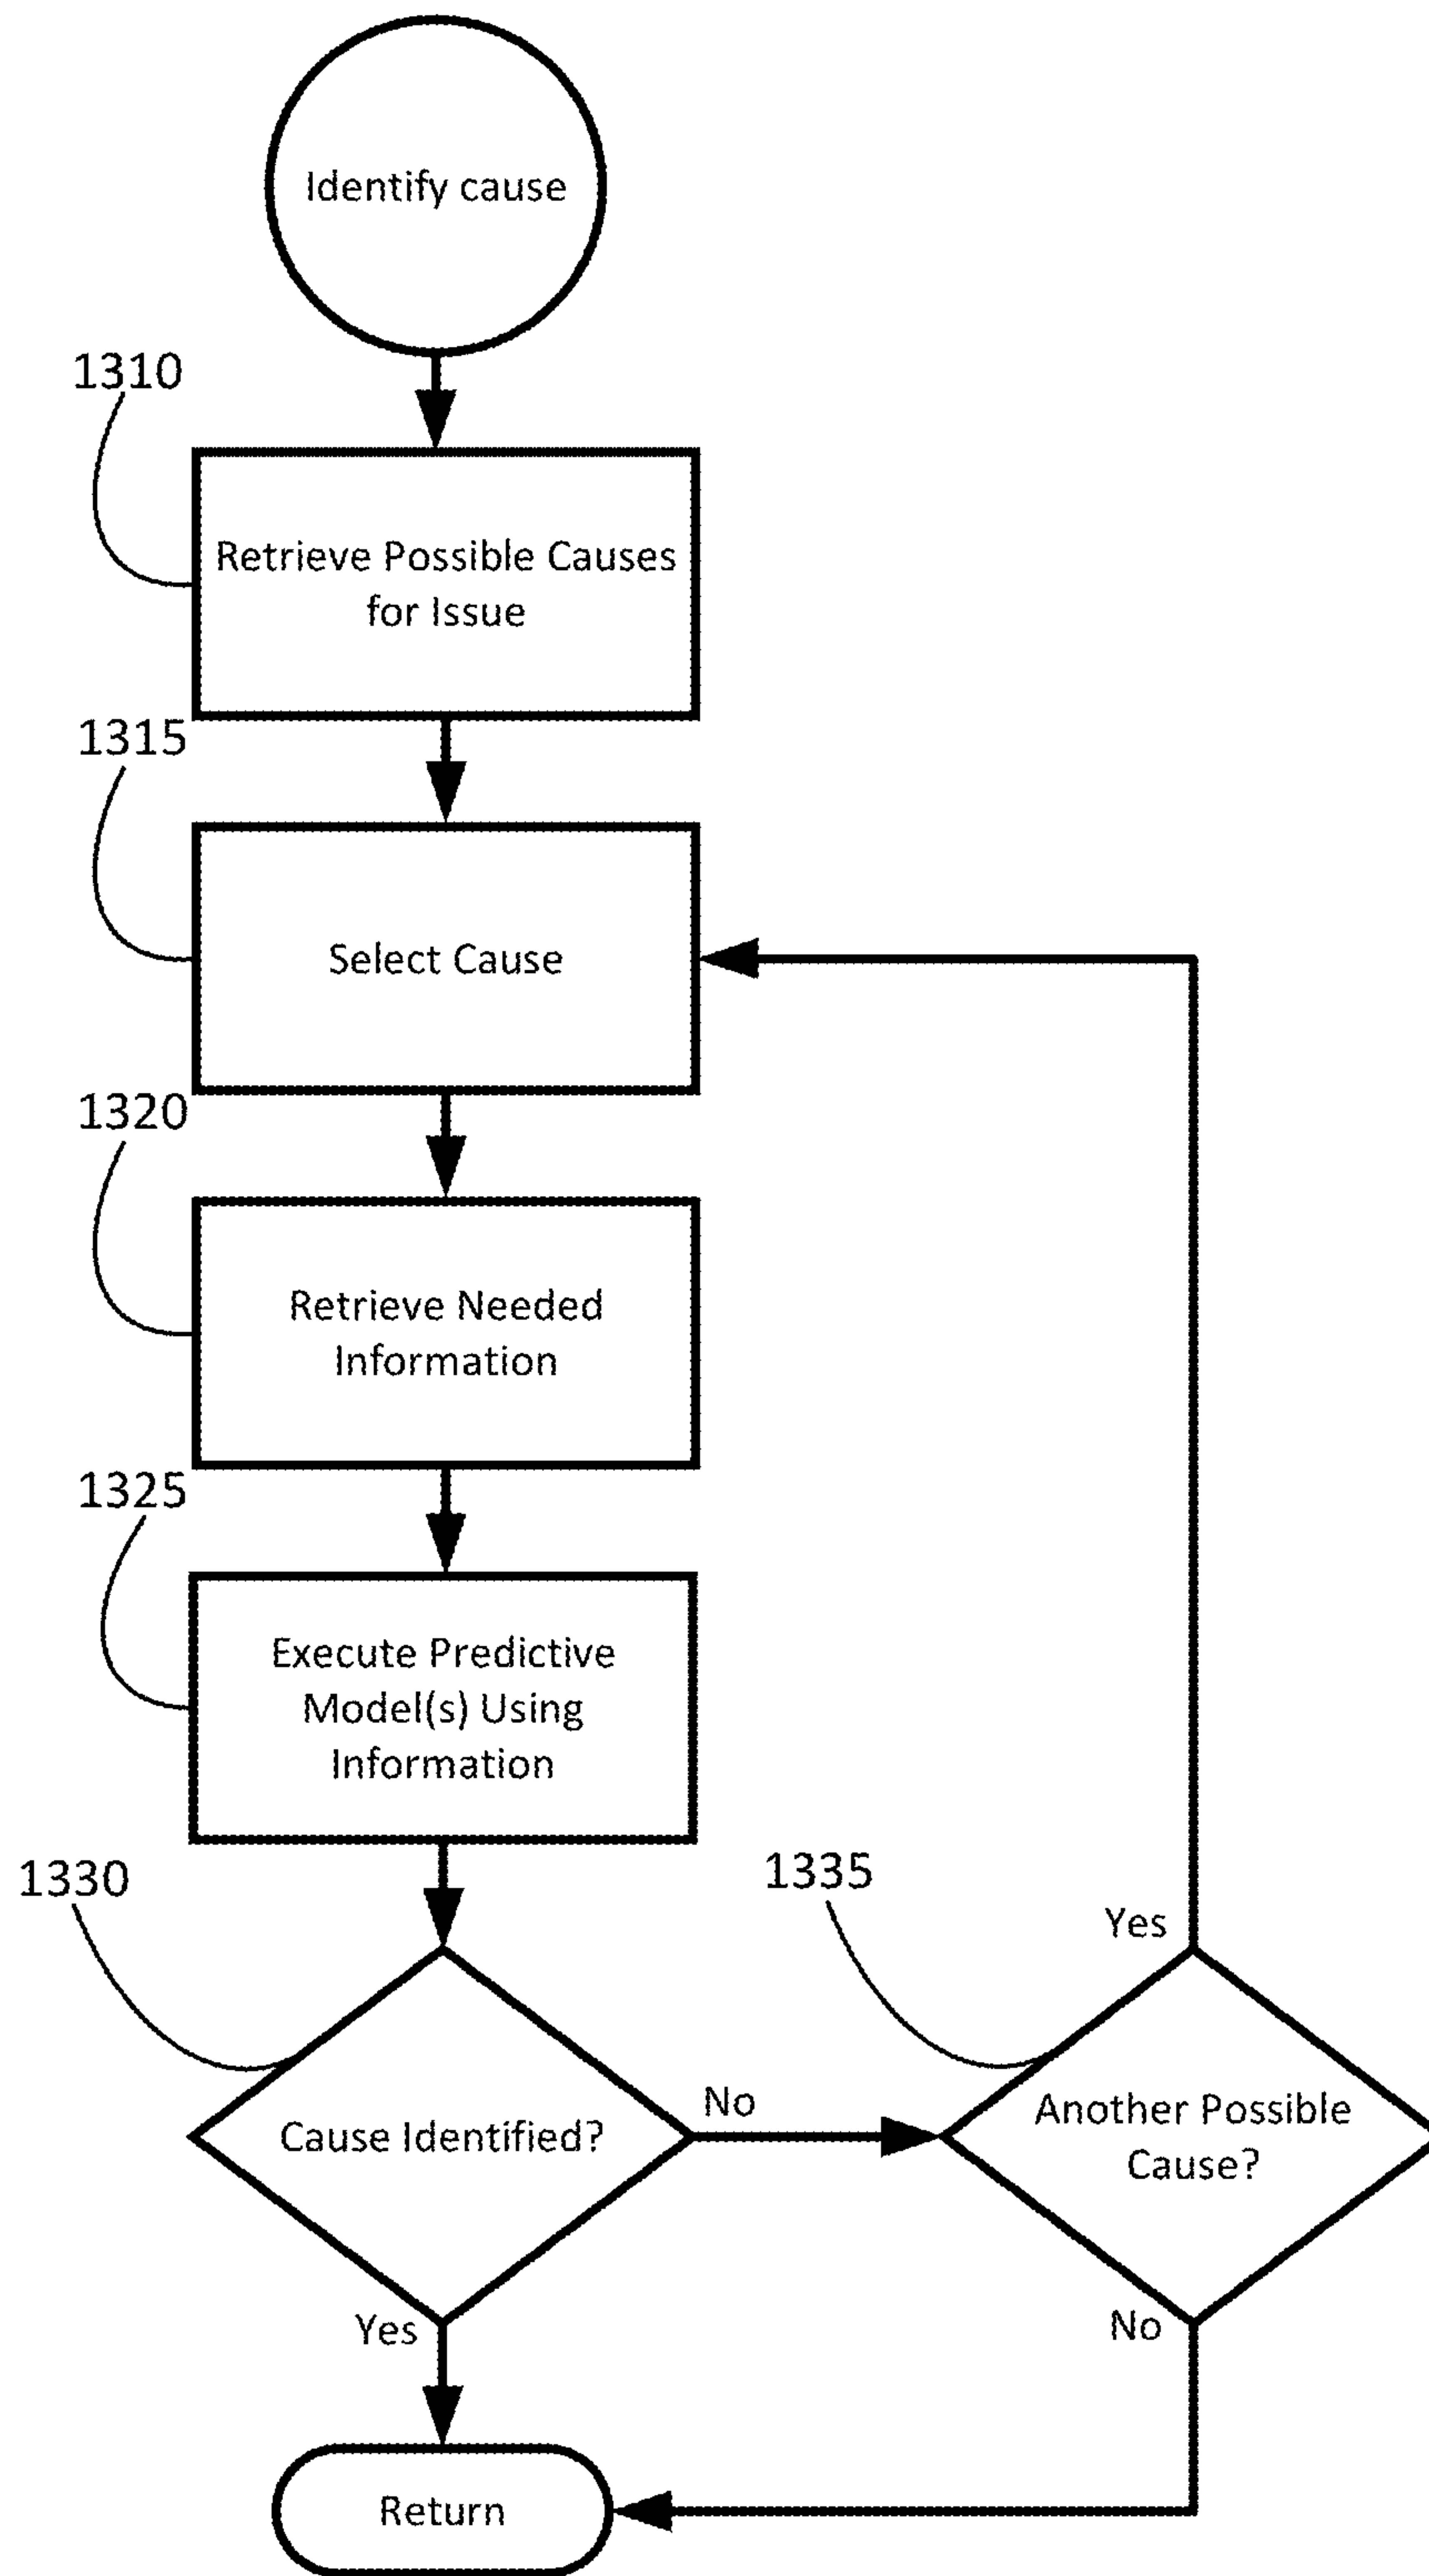 Identify cause
1310
Retrieve Possible Causes
for Issue
1315
Select Cause
1320
Retrieve Needed
Information
1325
Execute Predictive
Model(s) Using
Information
1330
1335
Yes
Cause Identified?
No
Another Possible
Cause?
Yes
No
Return